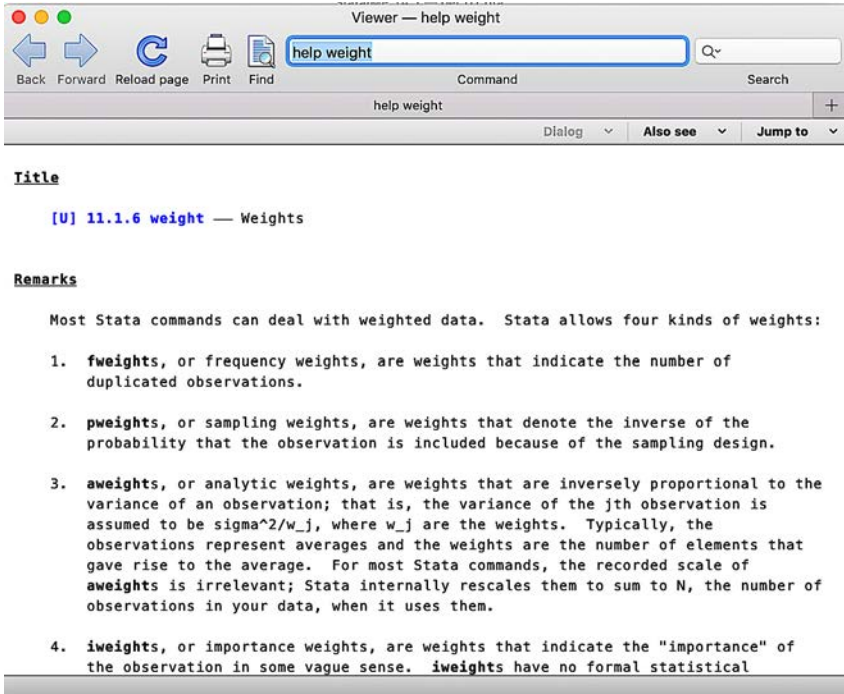 Viewer — help weight
help weight
Back Forward Reload page Print Find Command Search
help weight
Dialog Also see Jump to
Title
[U] 11.1.6 weight — Weights
Remarks
Most Stata commands can deal with weighted data. Stata allows four kinds of weights:
1. fweights, or frequency weights, are weights that indicate the number of
duplicated observations.
2. pweights, or sampling weights, are weights that denote the inverse of the
probability that the observation is included because of the sampling design.
3. aweights, or analytic weights, are weights that are inversely proportional to the
variance of an observation; that is, the variance of the jth observation is
assumed to be sigma^2/w_j, where w_j are the weights. Typically, the
observations represent averages and the weights are the number of elements that
gave rise to the average. For most Stata commands, the recorded scale of
aweights is irrelevant; Stata internally rescales them to sum to N, the number of
observations in your data, when it uses them.
4. iweights, or importance weights, are weights that indicate the "importance" of
the observation in some vague sense. iweights have no formal statistical